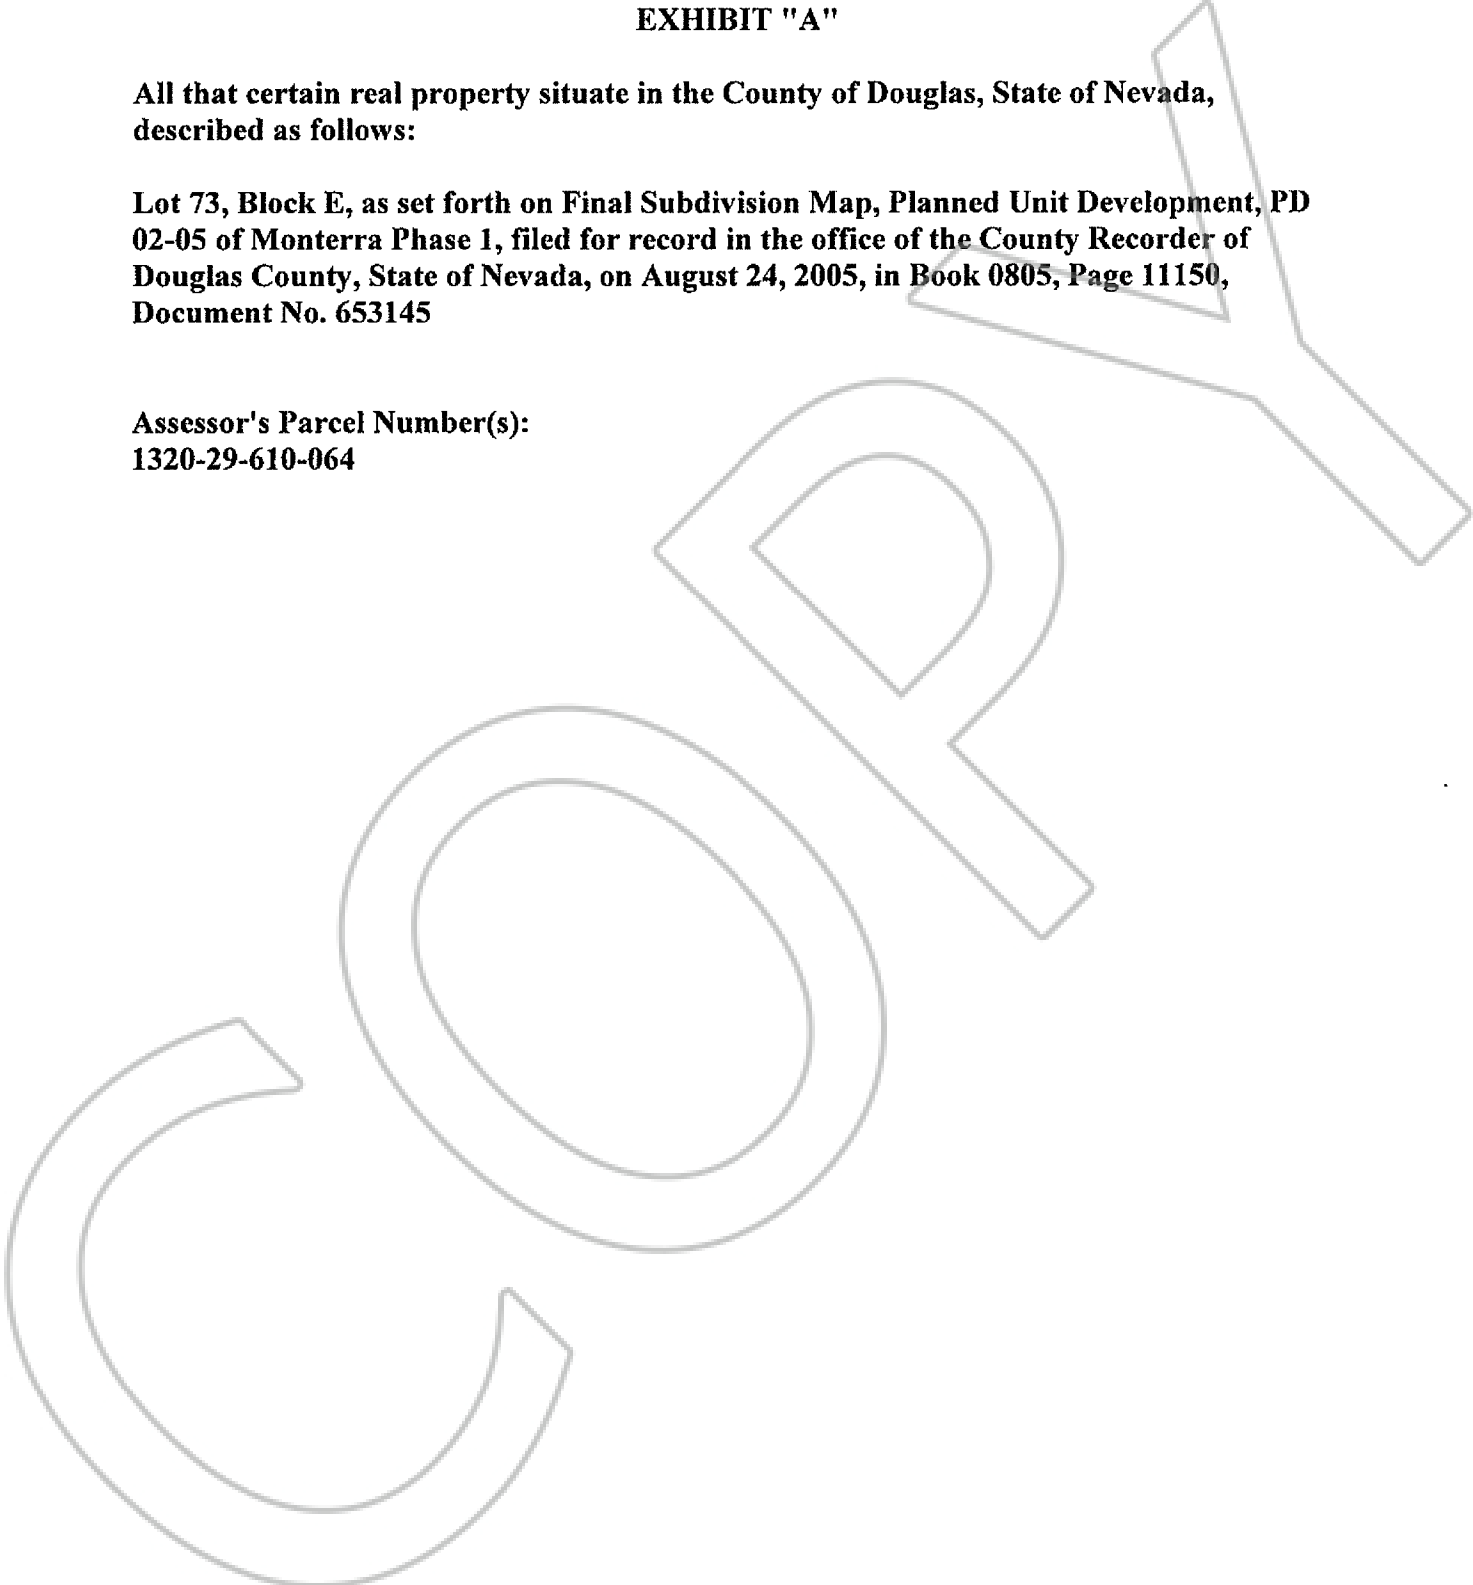 EXHIBIT "A"
All that certain real property situate in the County of Douglas, State of Nevada,
described as follows:
Lot 73, Block E, as set forth on Final Subdivision Map, Planned Unit Development, PD
02-05 of Monterra Phase 1, filed for record in the office of the County Recorder of
Douglas County, State of Nevada, on August 24, 2005, in Book 0805, Page 11150,
Document No. 653145
Assessor's Parcel Number(s):
1320-29-610-064
COPY